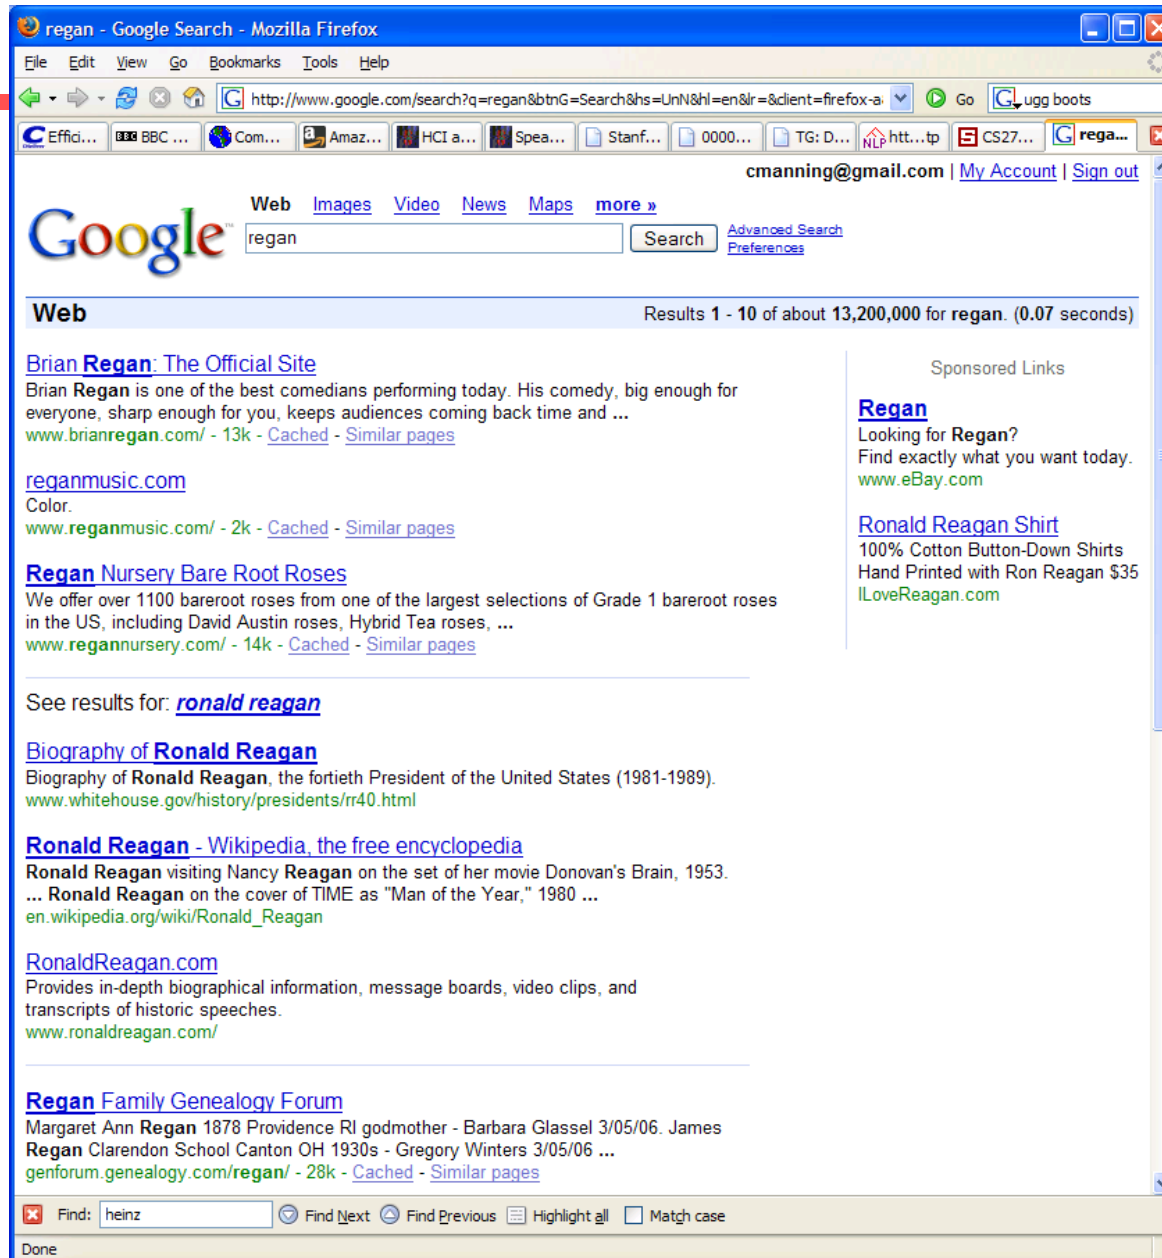 regan - Google Search - Mozilla Firefox
File Edit View Go Bookmarks Tools Help
http://www.google.com/search?q=regan&btnG=Search&hs=UnN&hl=en&lr=&client=firefox-a Go ugg boots
Effici... BBC BBC ... Com... Amaz... HCI a... Spea... Stanf... 0000... TG: D... NLP htt...tp CS27... rega...
cmanning@gmail.com | My Account | Sign out
Web Images Video News Maps more »
Google™ regan Search Advanced Search
Preferences
Web Results 1 - 10 of about 13,200,000 for regan. (0.07 seconds)
Brian Regan: The Official Site
Brian Regan is one of the best comedians performing today. His comedy, big enough for
everyone, sharp enough for you, keeps audiences coming back time and ...
www.brianregan.com/ - 13k - Cached - Similar pages
reganmusic.com
Color.
www.reganmusic.com/ - 2k - Cached - Similar pages
Regan Nursery Bare Root Roses
We offer over 1100 bareroot roses from one of the largest selections of Grade 1 bareroot roses
in the US, including David Austin roses, Hybrid Tea roses, ...
www.regannursery.com/ - 14k - Cached - Similar pages
Sponsored Links
Regan
Looking for Regan?
Find exactly what you want today.
www.eBay.com
Ronald Reagan Shirt
100% Cotton Button-Down Shirts
Hand Printed with Ron Reagan $35
ILoveReagan.com
See results for: ronald reagan
Biography of Ronald Reagan
Biography of Ronald Reagan, the fortieth President of the United States (1981-1989).
www.whitehouse.gov/history/presidents/rr40.html
Ronald Reagan - Wikipedia, the free encyclopedia
Ronald Reagan visiting Nancy Reagan on the set of her movie Donovan's Brain, 1953.
... Ronald Reagan on the cover of TIME as "Man of the Year," 1980 ...
en.wikipedia.org/wiki/Ronald_Reagan
RonaldReagan.com
Provides in-depth biographical information, message boards, video clips, and
transcripts of historic speeches.
www.ronaldreagan.com/
Regan Family Genealogy Forum
Margaret Ann Regan 1878 Providence RI godmother - Barbara Glassel 3/05/06. James
Regan Clarendon School Canton OH 1930s - Gregory Winters 3/05/06 ...
genforum.genealogy.com/regan/ - 28k - Cached - Similar pages
Find: heinz Find Next Find Previous Highlight all Match case
Done